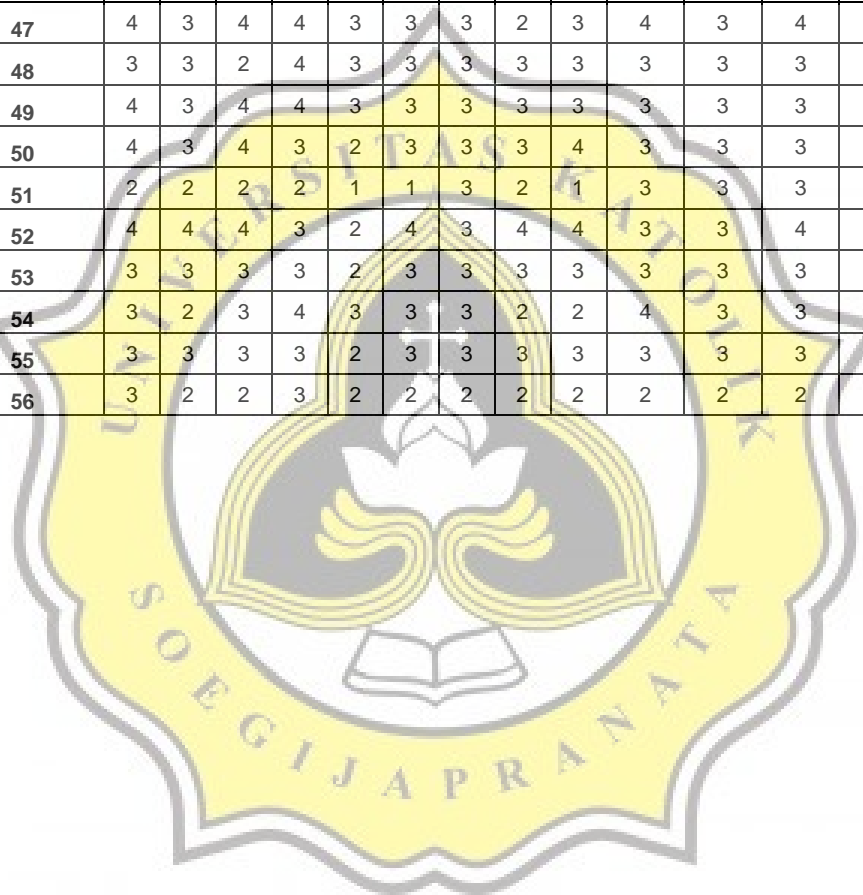 47 4 3 4 4 3 3 3 2 3 4 3 4
48 3 3 2 4 3 3 3 3 3 3 3 3
49 4 3 4 4 3 3 3 3 3 3 3 3
50 4 3 4 3 2 3 3 3 4 3 3 3
51 2 2 2 2 1 1 3 2 1 3 3 3
52 4 4 4 3 2 4 3 4 4 3 3 4
53 3 3 3 3 2 3 3 3 3 3 3 3
54 3 2 3 4 3 3 3 2 2 4 3 3
55 3 3 3 3 2 3 3 3 3 3 3 3
56 3 2 2 3 2 2 2 2 2 2 2 2
UNIVERSITAS KATOLIK
SOEGIJAPRANATA